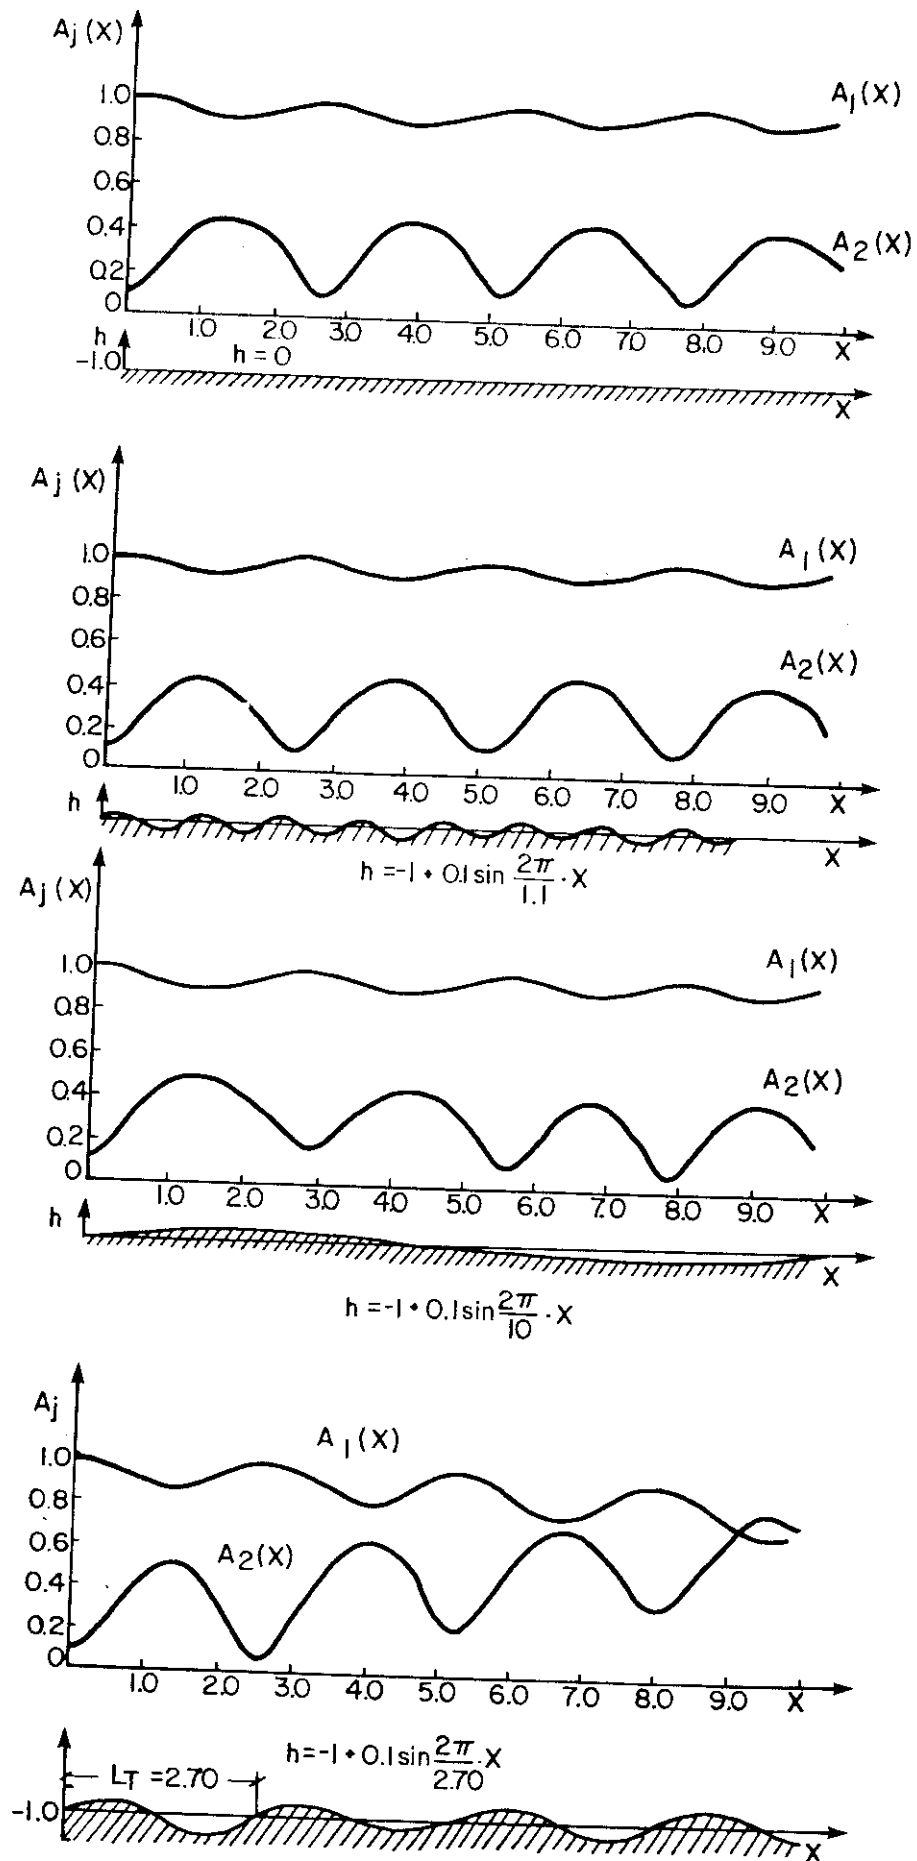 Aj(X)
1.0
A1(X)
0.8
0.6
0.4
A2(X)
0.2
0
1.0 2.0 3.0 4.0 5.0 6.0 7.0 8.0 9.0 X
h
h = 0
-1.0
X
Aj(X)
1.0
A1(X)
0.8
0.6
A2(X)
0.4
0.2
0
1.0 2.0 3.0 4.0 5.0 6.0 7.0 8.0 9.0 X
h
X
h = -1 + 0.1 sin 2π/1.1 · X
Aj(X)
1.0
A1(X)
0.8
0.6
0.4
A2(X)
0.2
0
1.0 2.0 3.0 4.0 5.0 6.0 7.0 8.0 9.0 X
h
X
h = -1 + 0.1 sin 2π/10 · X
Aj
A1(X)
1.0
0.8
0.6
A2(X)
0.4
0.2
0
1.0 2.0 3.0 4.0 5.0 6.0 7.0 8.0 9.0 X
h = -1 + 0.1 sin 2π/2.70 · X
LT = 2.70
-1.0
X